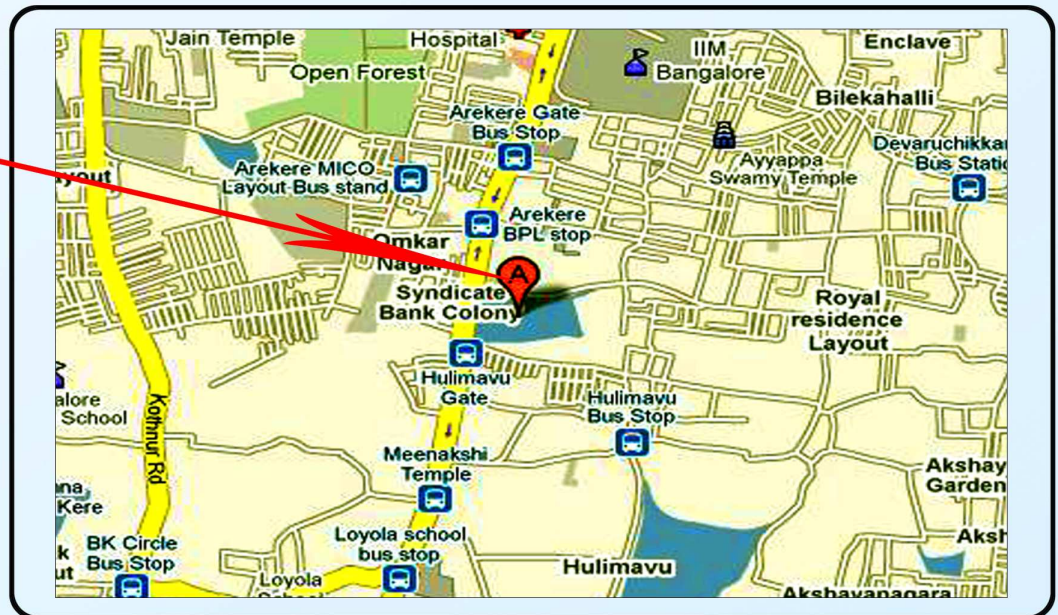 Jain Temple
Hospital
Open Forest
IIM
Bangalore
Enclave
Bilekahalli
Arekere Gate
Bus Stop
Arekere MICO
Layout Bus stand
Ayyappa
Swamy Temple
Bus
yout
Arekere
BPL stop
Omkar
Nagar
A
Syndicate
Bank Colony
Royal
residence
Layout
Hulimavu
Gate
Hulimavu
Bus Stop
alore
School
Kothnur Rd
Meenakshi
Temple
Akshay
Garden
na
Kere
BK Circle
Bus Stop
Loyola school
bus stop
Loyola
k
ut
Hulimavu
Aksh
Akshayanagara